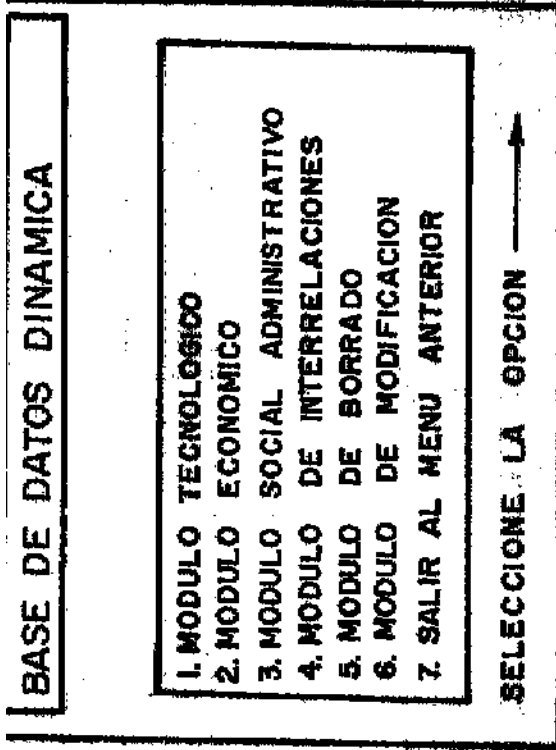 BASE DE DATOS DINAMICA
1. MODULO TECNOLOGICO
2. MODULO ECONOMICO
3. MODULO SOCIAL ADMINISTRATIVO
4. MODULO DE INTERRELACIONES
5. MODULO DE BORRADO
6. MODULO DE MODIFICACION
7. SALIR AL MENU ANTERIOR
SELECCIONE LA OPCION